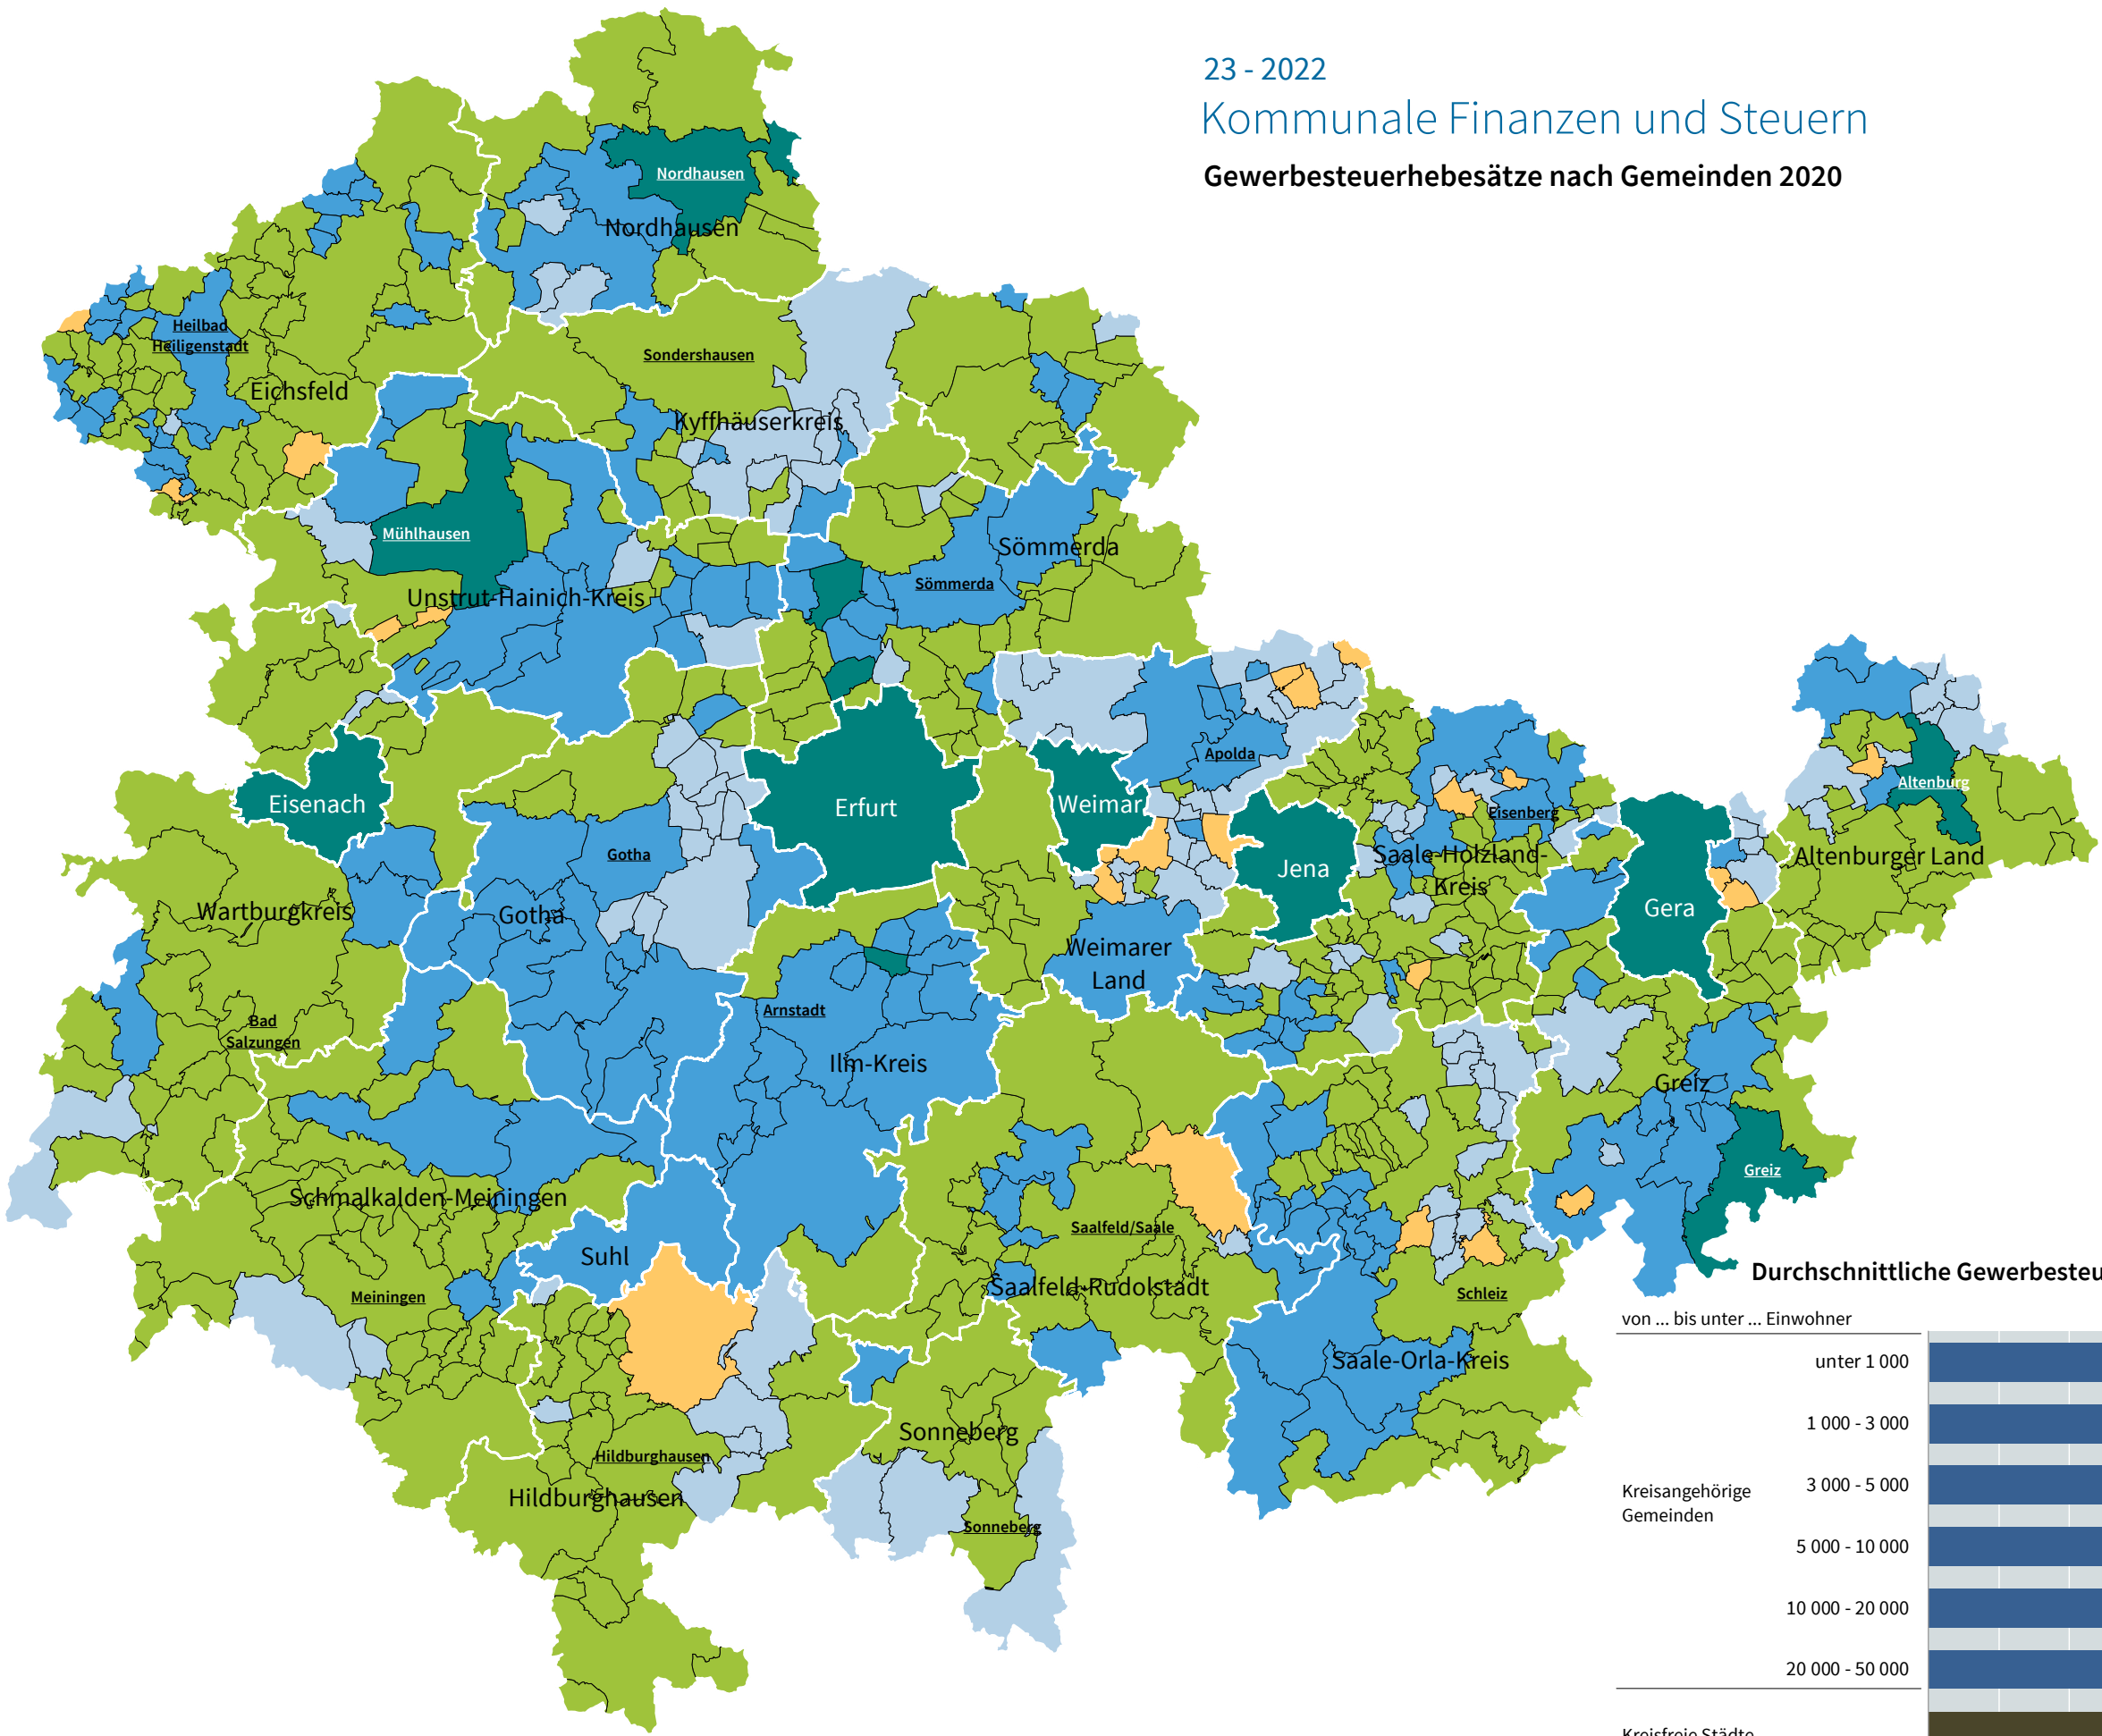 23 - 2022
Kommunale Finanzen und Steuern
Gewerbesteuerhebesätze nach Gemeinden 2020
Nordhausen
Nordhausen
Heilbad
Heiligenstadt
Eichsfeld
Sondershausen
Kyffhäuserkreis
Mühlhausen
Unstrut-Hainich-Kreis
Sömmerda
Sömmerda
Eisenach
Erfurt
Weimar
Apolda
Jena
Eisenberg
Saale-Holzland-
Kreis
Gera
Altenburg
Altenburger Land
Gotha
Gotha
Wartburgkreis
Weimarer
Land
Bad
Salzungen
Arnstadt
Ilm-Kreis
Greiz
Greiz
Schmalkalden-Meiningen
Suhl
Meiningen
Saalfeld/Saale
Saalfeld-Rudolstadt
Schleiz
Saale-Orla-Kreis
Hildburghausen
Hildburghausen
Sonneberg
Sonneberg
Durchschnittliche Gewerbesteu
von ... bis unter ... Einwohner
unter 1 000
1 000 - 3 000
Kreisangehörige
Gemeinden
3 000 - 5 000
5 000 - 10 000
10 000 - 20 000
20 000 - 50 000
Kreisfreie Städte